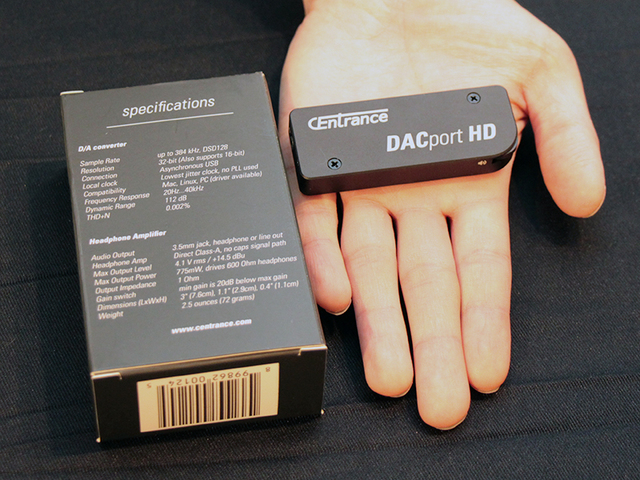 specifications
D/A converter
Sample Rate up to 384 kHz, DSD128
Resolution 32-bit (Also supports 16-bit)
Connection Asynchronous USB
Local clock Lowest jitter clock, no PLL used
Compatibility Mac, Linux, PC (driver available)
Frequency Response 20Hz...40kHz
Dynamic Range 112 dB
THD+N 0.002%
Headphone Amplifier
Audio Output 3.5mm jack, headphone or line out
Headphone Amp Direct Class-A, no caps signal path
Max Output Level 4.1 V rms / +14.5 dBu
Max Output Power 775mW, drives 600 Ohm headphones
Output Impedance 1 Ohm
Gain switch min gain is 20dB below max gain
Dimensions (LxWxH) 3" (7.5cm), 1.1" (2.9cm), 0.4" (1.1cm)
Weight 2.5 ounces (72 grams)
www.centrance.com
8 99862 00124 5
CEntrance
DACport HD